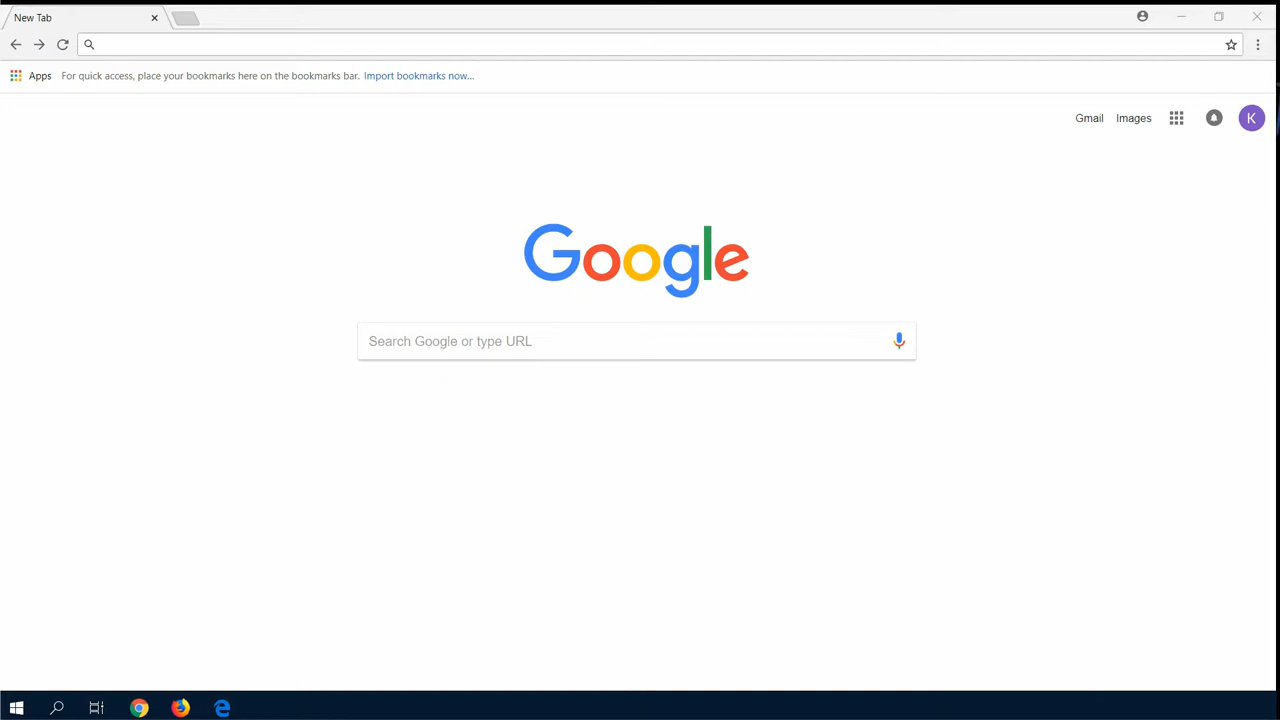 New Tab
Apps For quick access, place your bookmarks here on the bookmarks bar. Import bookmarks now...
Gmail Images K
Google
Search Google or type URL